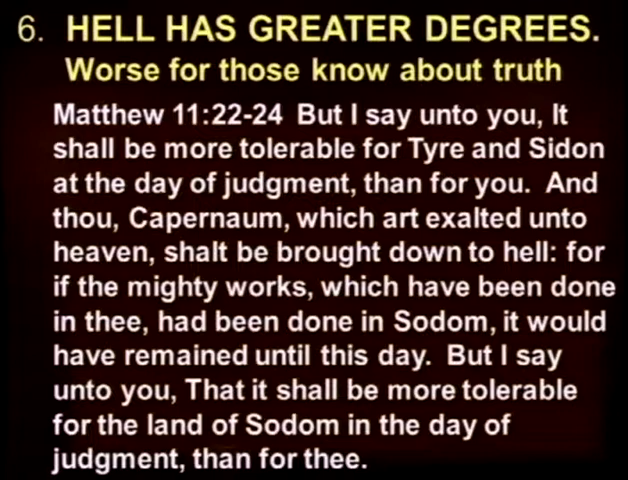 6. HELL HAS GREATER DEGREES.
Worse for those know about truth
Matthew 11:22-24 But I say unto you, It
shall be more tolerable for Tyre and Sidon
at the day of judgment, than for you. And
thou, Capernaum, which art exalted unto
heaven, shalt be brought down to hell: for
if the mighty works, which have been done
in thee, had been done in Sodom, it would
have remained until this day. But I say
unto you, That it shall be more tolerable
for the land of Sodom in the day of
judgment, than for thee.